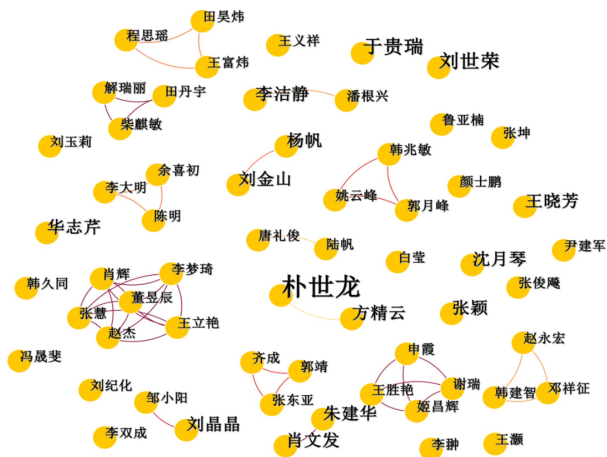 田昊炜
程思瑶
王义祥
于贵瑞
刘世荣
王富炜
解瑞丽
田丹宇
李洁静
潘根兴
柴麒敏
鲁亚楠
张坤
刘玉莉
杨帆
韩兆敏
余喜初
李大明
刘金山
姚云峰
颜士鹏
郭月峰
王晓芳
陈明
华志芹
唐礼俊
陆帆
尹建军
白莹
沈月琴
李梦琦
肖辉
韩久同
朴世龙
张俊飚
董昱辰
张慧
王立艳
方精云
张颖
赵杰
赵永宏
申霞
冯晟斐
齐成
郭靖
刘纪化
王胜艳
谢瑞
韩建智
邓祥征
邹小阳
张东亚
姬昌辉
刘晶晶
朱建华
李双成
肖文发
李翀
王灏